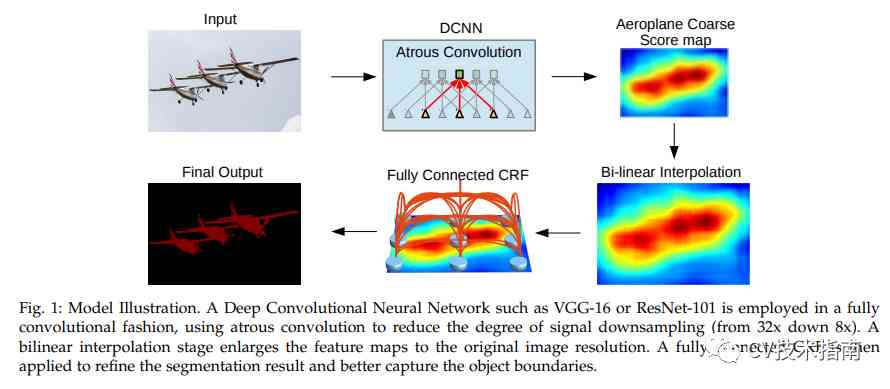 Input
DCNN
Atrous Convolution
Aeroplane Coarse
Score map
Final Output
Fully Connected CRF
Bi-linear Interpolation
Fig. 1: Model Illustration. A Deep Convolutional Neural Network such as VGG-16 or ResNet-101 is employed in a fully
convolutional fashion, using atrous convolution to reduce the degree of signal downsampling (from 32x down 8x). A
bilinear interpolation stage enlarges the feature maps to the original image resolution. A fully CRF is then
applied to refine the segmentation result and better capture the object boundaries.
CV技术指南